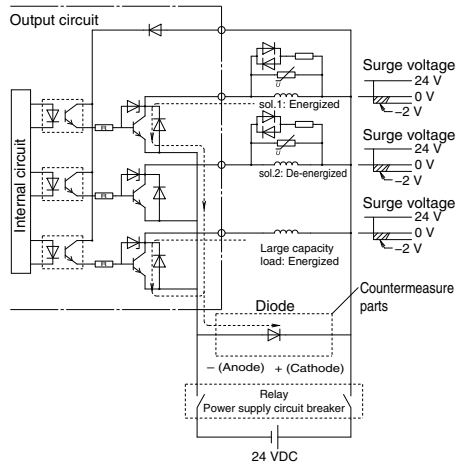 Output circuit
Internal circuit
sol.1: Energized
sol.2: De-energized
Large capacity
load: Energized
Surge voltage
24 V
0 V
−2 V
Surge voltage
24 V
0 V
−2 V
Surge voltage
24 V
0 V
−2 V
Countermeasure
parts
Diode
− (Anode) + (Cathode)
Relay
Power supply circuit breaker
24 VDC